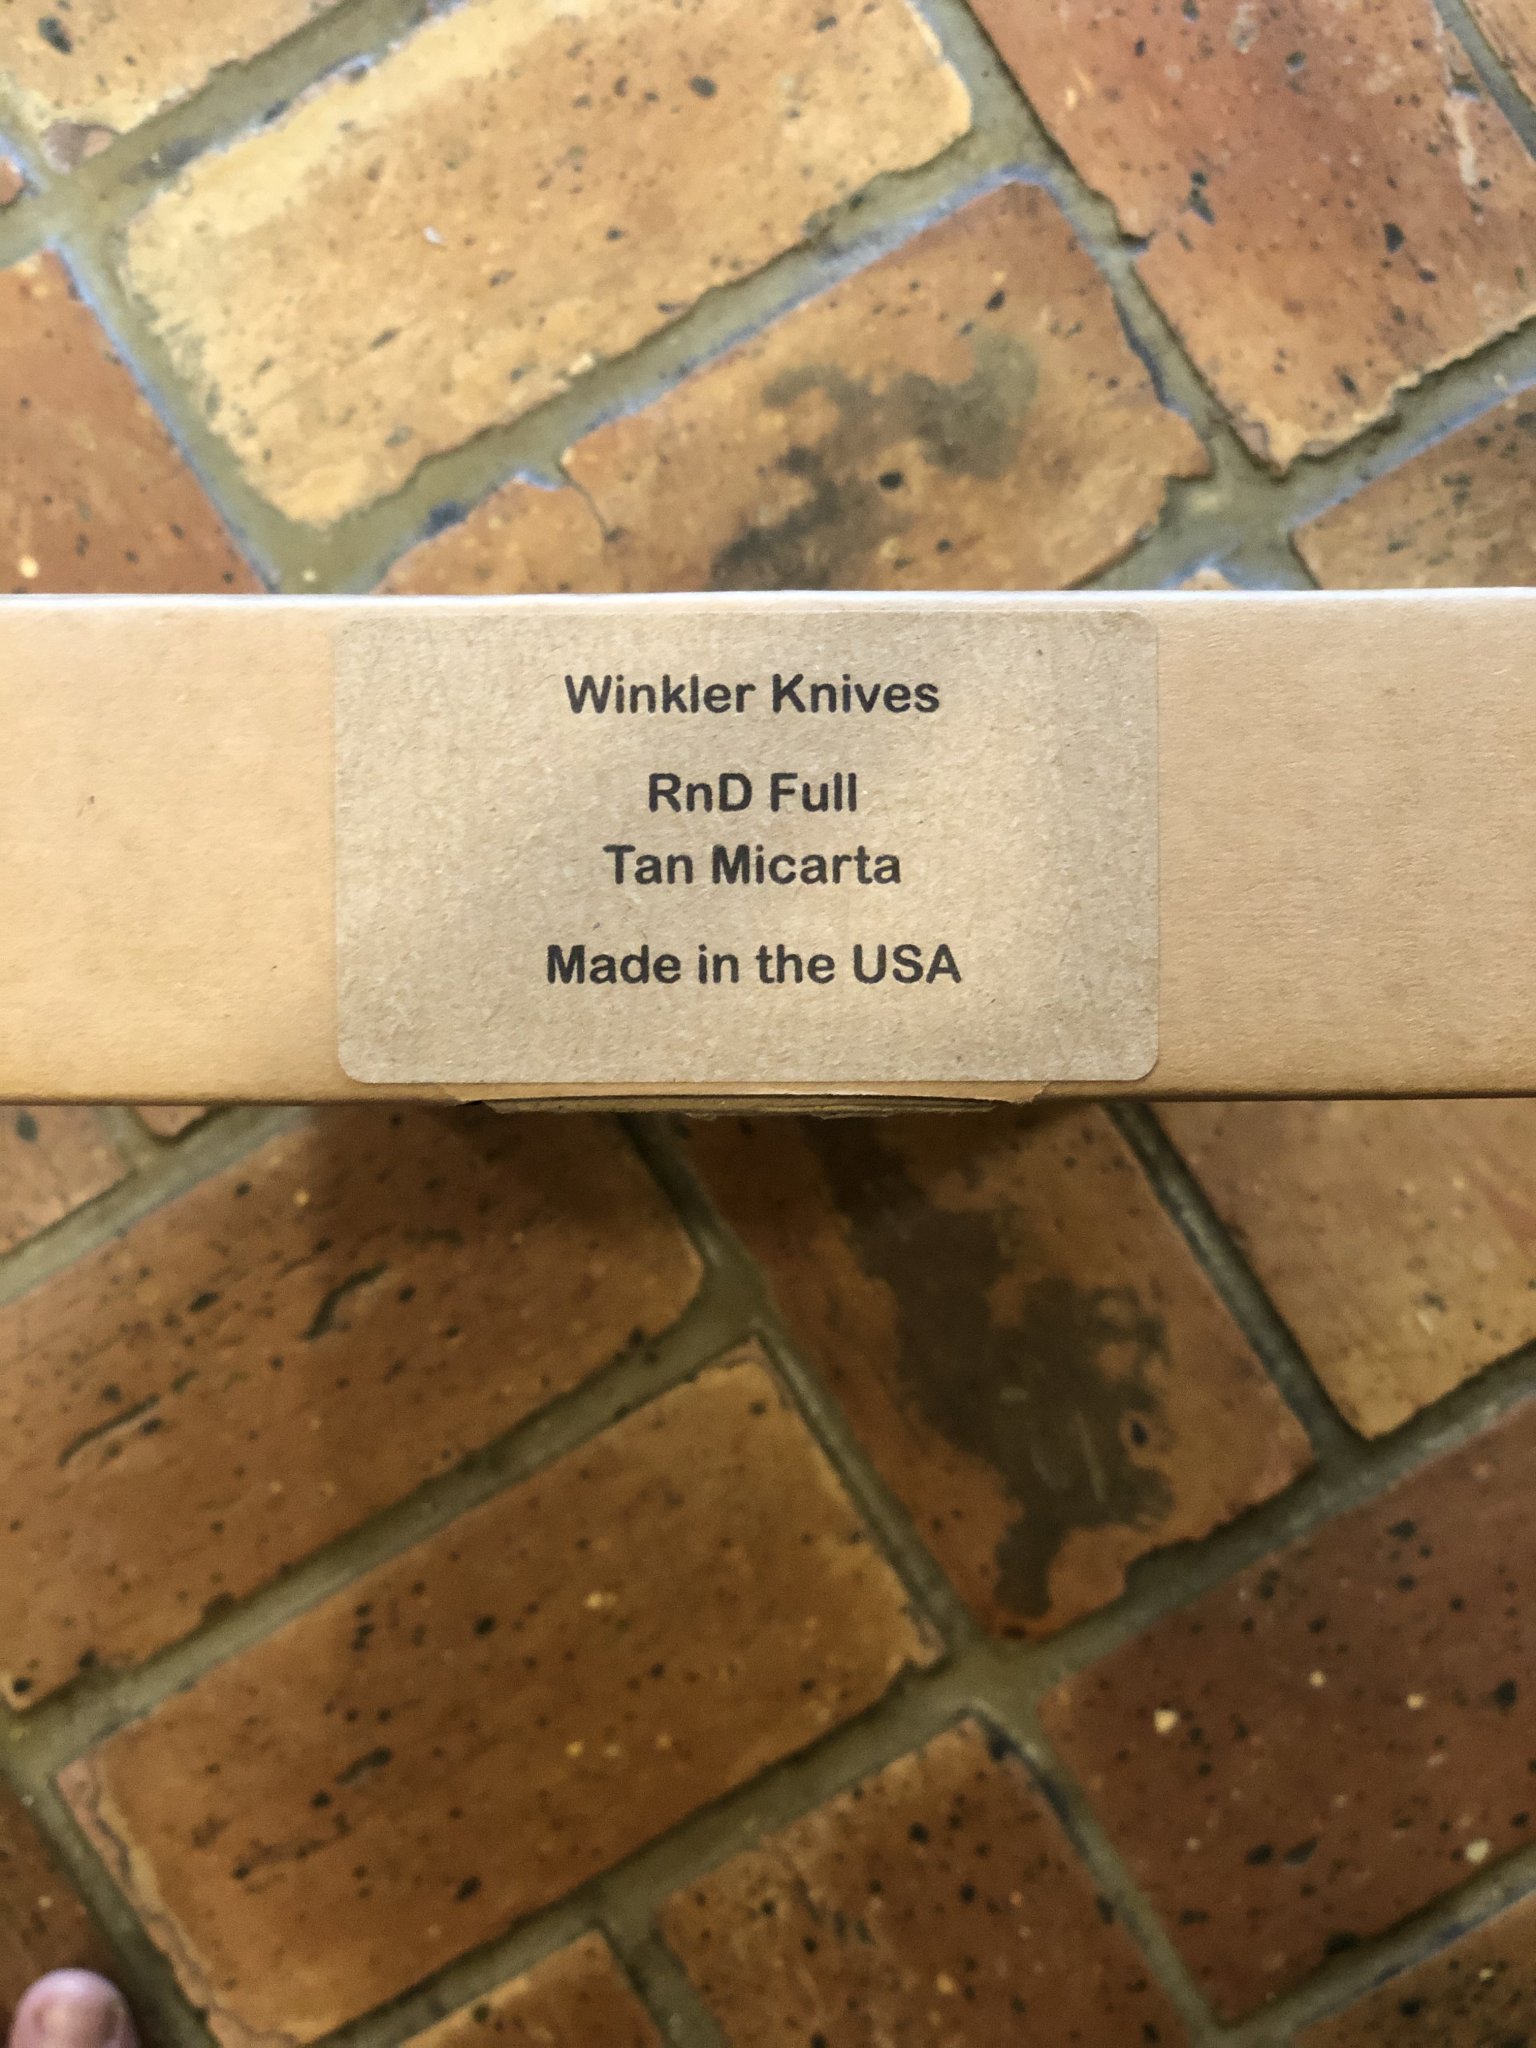 Winkler Knives
RnD Full
Tan Micarta
Made in the USA